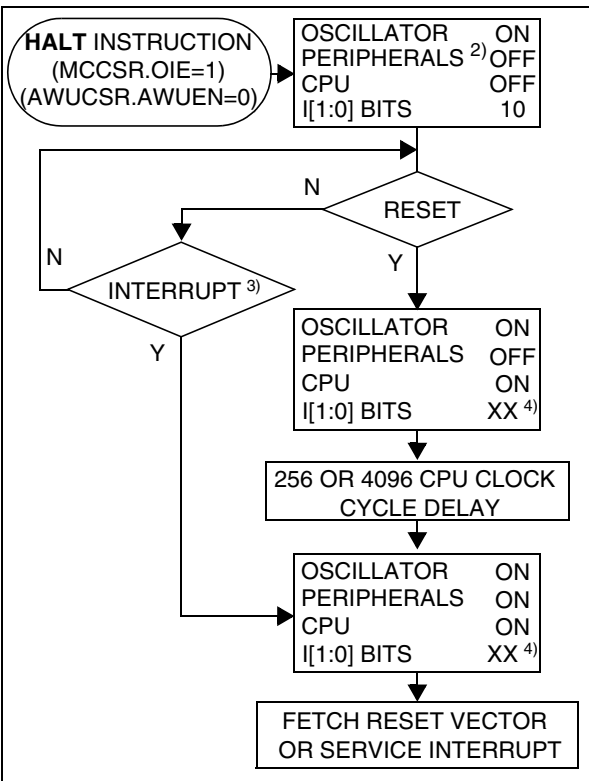 HALT INSTRUCTION
(MCCSR.OIE=1)
(AWUCSR.AWUEN=0)
OSCILLATOR ON
PERIPHERALS 2) OFF
CPU OFF
I[1:0] BITS 10
N
RESET
N
INTERRUPT 3)
Y
Y
OSCILLATOR ON
PERIPHERALS OFF
CPU ON
I[1:0] BITS XX 4)
256 OR 4096 CPU CLOCK
CYCLE DELAY
OSCILLATOR ON
PERIPHERALS ON
CPU ON
I[1:0] BITS XX 4)
FETCH RESET VECTOR
OR SERVICE INTERRUPT